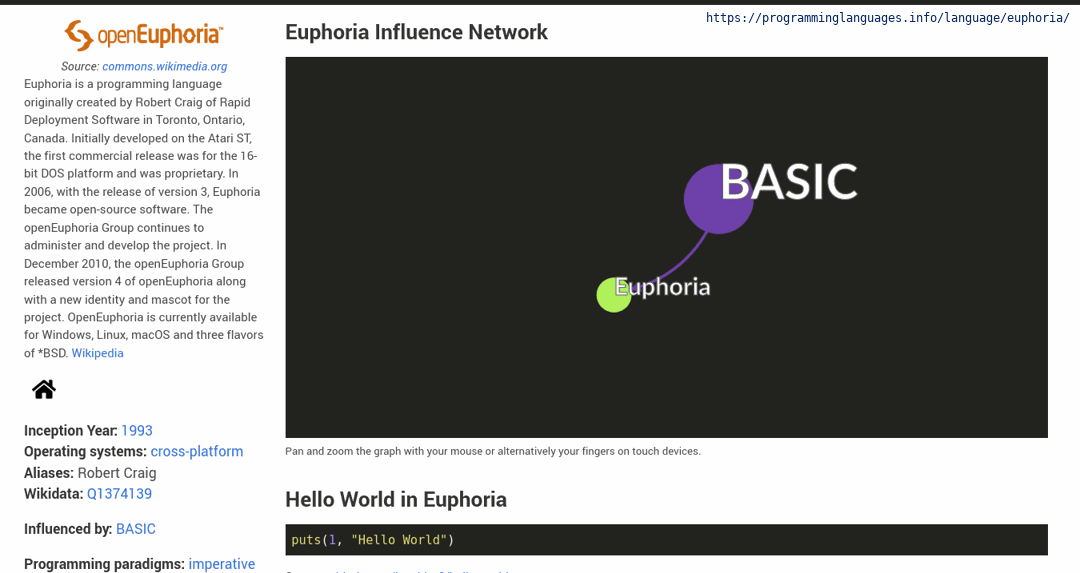 https://programminglanguages.info/language/euphoria/
openEuphoria™
Source: commons.wikimedia.org
Euphoria is a programming language
originally created by Robert Craig of Rapid
Deployment Software in Toronto, Ontario,
Canada. Initially developed on the Atari ST,
the first commercial release was for the 16-
bit DOS platform and was proprietary. In
2006, with the release of version 3, Euphoria
became open-source software. The
openEuphoria Group continues to
administer and develop the project. In
December 2010, the openEuphoria Group
released version 4 of openEuphoria along
with a new identity and mascot for the
project. OpenEuphoria is currently available
for Windows, Linux, macOS and three flavors
of *BSD. Wikipedia
Inception Year: 1993
Operating systems: cross-platform
Aliases: Robert Craig
Wikidata: Q1374139
Influenced by: BASIC
Programming paradigms: imperative
Euphoria Influence Network
BASIC
Euphoria
Pan and zoom the graph with your mouse or alternatively your fingers on touch devices.
Hello World in Euphoria
puts(1, "Hello World")